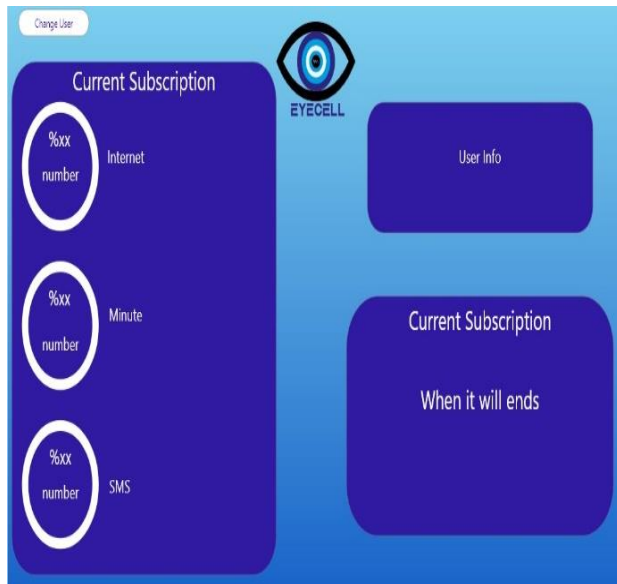 Change User
EYECELL
Current Subscription
%xx
number
Internet
%xx
number
Minute
%xx
number
SMS
User Info
Current Subscription
When it will ends